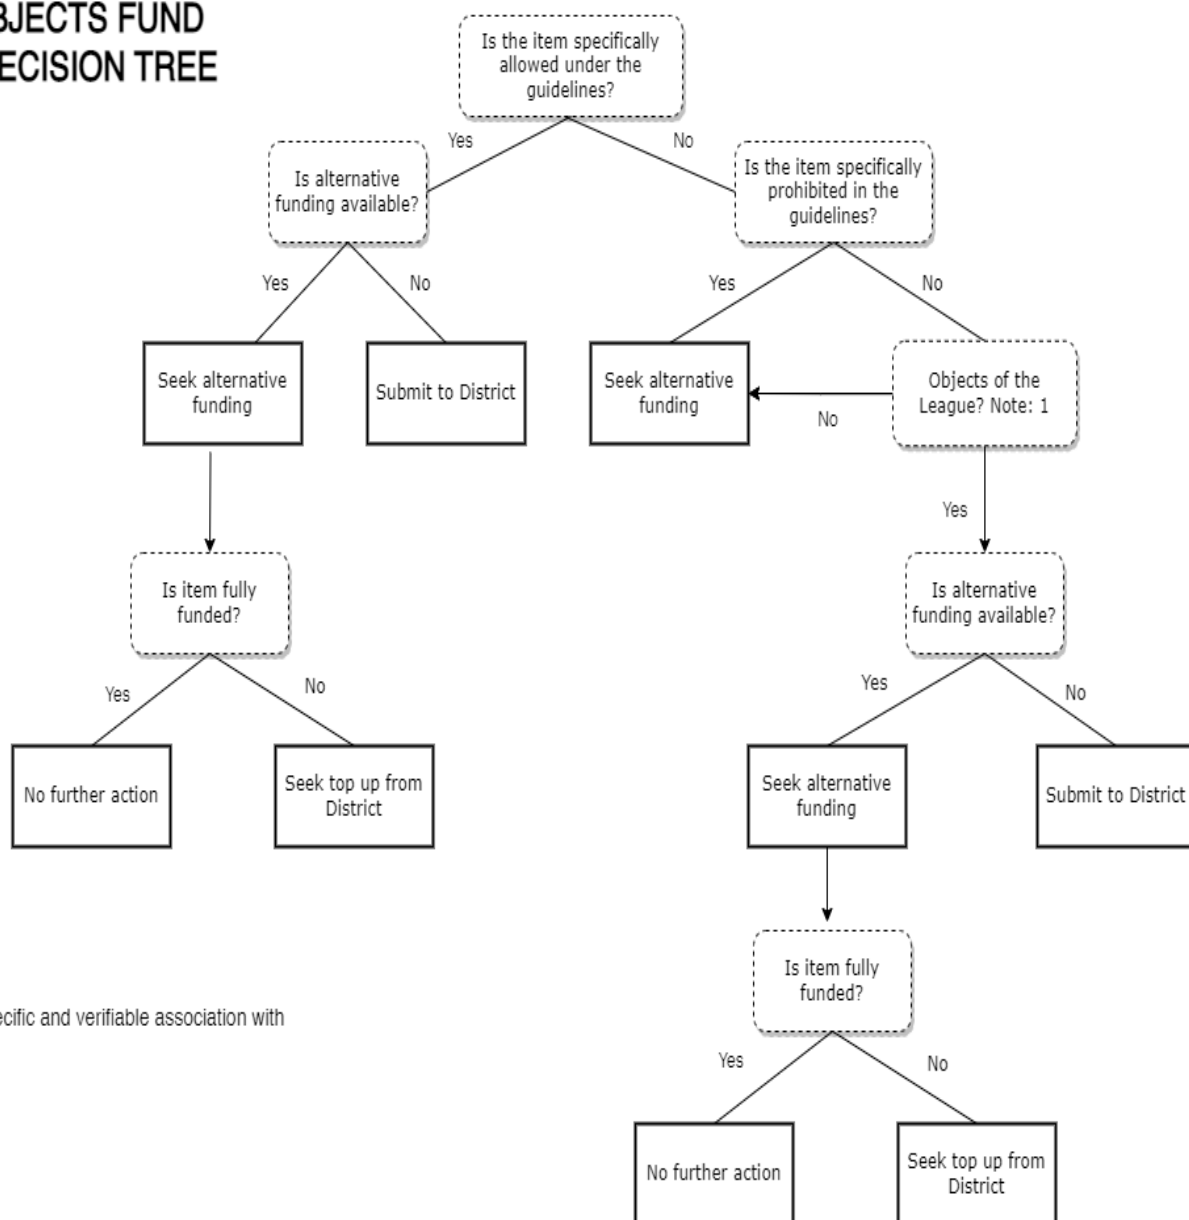 BJECTS FUND
ECISION TREE
Is the item specifically
allowed under the
guidelines?
Yes
No
Is alternative
funding available?
Is the item specifically
prohibited in the
guidelines?
Yes
No
Yes
No
Seek alternative
funding
Submit to District
Seek alternative
funding
No
Objects of the
League? Note: 1
Yes
Is item fully
funded?
Is alternative
funding available?
Yes
No
Yes
No
No further action
Seek top up from
District
Seek alternative
funding
Submit to District
Is item fully
funded?
ecific and verifiable association with
Yes
No
No further action
Seek top up from
District